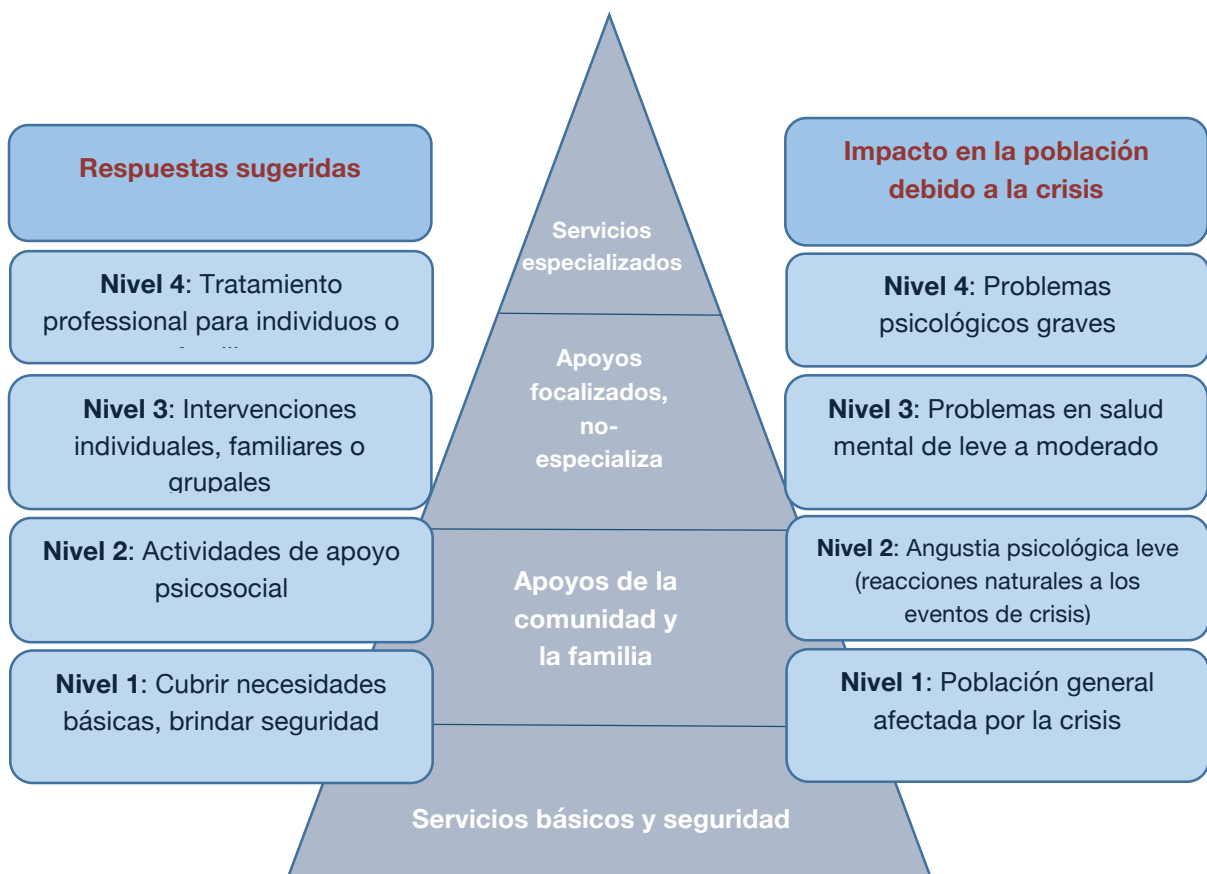 Respuestas sugeridas
Nivel 4: Tratamiento
professional para individuos o
Nivel 3: Intervenciones
individuales, familiares o
grupales
Nivel 2: Actividades de apoyo
psicosocial
Nivel 1: Cubrir necesidades
básicas, brindar seguridad
Servicios
especializados
Apoyos
focalizados,
no-
especializa
Apoyos de la
comunidad y
la familia
Servicios básicos y seguridad
Impacto en la población
debido a la crisis
Nivel 4: Problemas
psicológicos graves
Nivel 3: Problemas en salud
mental de leve a moderado
Nivel 2: Angustia psicológica leve
(reacciones naturales a los
eventos de crisis)
Nivel 1: Población general
afectada por la crisis